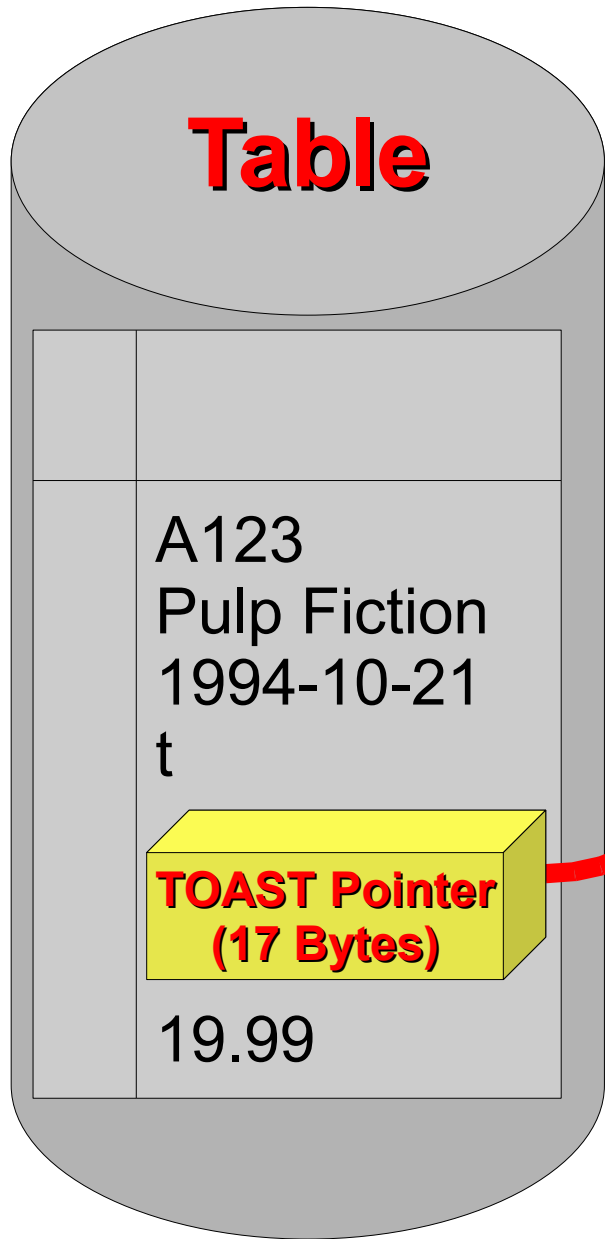 Table
A123
Pulp Fiction
1994-10-21
t
TOAST Pointer
(17 Bytes)
19.99